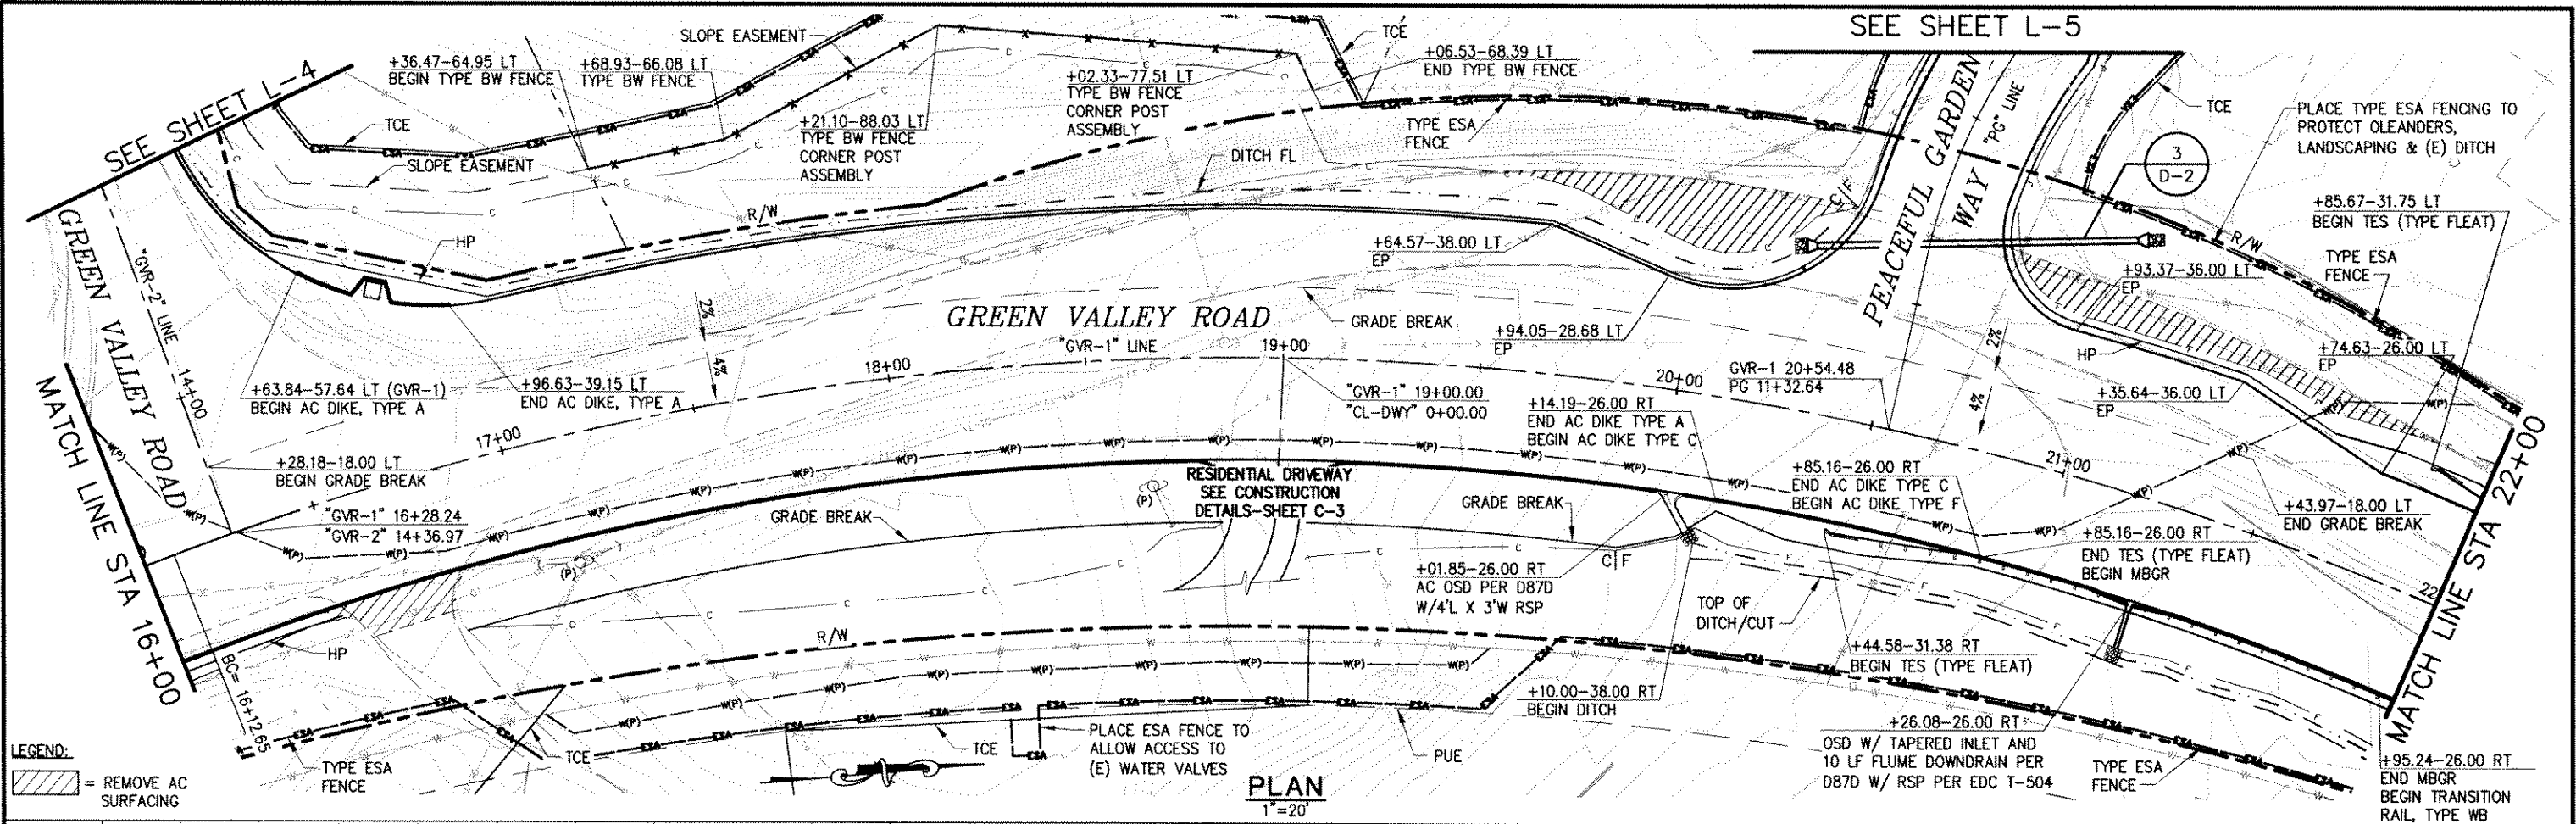 SEE SHEET L-4
SEE SHEET L-5
SLOPE EASEMENT
+36.47-64.95 LT
BEGIN TYPE BW FENCE
+68.93-66.08 LT
TYPE BW FENCE
TCE
+06.53-68.39 LT
END TYPE BW FENCE
+02.33-77.51 LT
TYPE BW FENCE
CORNER POST
ASSEMBLY
+21.10-88.03 LT
TYPE BW FENCE
CORNER POST
ASSEMBLY
TCE
SLOPE EASEMENT
TYPE ESA
FENCE
DITCH FL
PEACEFUL GARDEN
WAY
"PG" LINE
TCE
PLACE TYPE ESA FENCING TO
PROTECT OLEANDERS,
LANDSCAPING & (E) DITCH
3
D-2
+85.67-31.75 LT
BEGIN TES (TYPE FLEAT)
TYPE ESA
FENCE
R/W
R/W
HP
C|F
+64.57-38.00 LT
EP
+93.37-36.00 LT
EP
GREEN VALLEY ROAD
"GVR-2" LINE
14+00
GREEN VALLEY ROAD
"GVR-1" LINE
GRADE BREAK
+94.05-28.68 LT
EP
2%
4%
2%
4%
HP
+74.63-26.00 LT
EP
+35.64-36.00 LT
EP
+63.84-57.64 LT (GVR-1)
BEGIN AC DIKE, TYPE A
+96.63-39.15 LT
END AC DIKE, TYPE A
17+00
18+00
19+00
20+00
21+00
22
"GVR-1" 19+00.00
"CL-DWY" 0+00.00
GVR-1 20+54.48
PG 11+32.64
+14.19-26.00 RT
END AC DIKE TYPE A
BEGIN AC DIKE TYPE C
MATCH LINE STA 16+00
MATCH LINE STA 22+00
+28.18-18.00 LT
BEGIN GRADE BREAK
"GVR-1" 16+28.24
"GVR-2" 14+36.97
W(P)
W(P)
W(P)
W(P)
GRADE BREAK
(P)
(P)
RESIDENTIAL DRIVEWAY
SEE CONSTRUCTION
DETAILS-SHEET C-3
GRADE BREAK
+85.16-26.00 RT
END AC DIKE TYPE C
BEGIN AC DIKE TYPE F
+43.97-18.00 LT
END GRADE BREAK
+85.16-26.00 RT
END TES (TYPE FLEAT)
BEGIN MBGR
+01.85-26.00 RT
AC OSD PER D87D
W/4'L X 3'W RSP
C|F
TOP OF
DITCH/CUT
+44.58-31.38 RT
BEGIN TES (TYPE FLEAT)
+10.00-38.00 RT
BEGIN DITCH
HP
R/W
BC= 16+12.65
+26.08-26.00 RT
OSD W/ TAPERED INLET AND
10 LF FLUME DOWNDRAIN PER
D87D W/ RSP PER EDC T-504
TYPE ESA
FENCE
+95.24-26.00 RT
END MBGR
BEGIN TRANSITION
RAIL, TYPE WB
TYPE ESA
FENCE
TCE
TCE
PLACE ESA FENCE TO
ALLOW ACCESS TO
(E) WATER VALVES
PUE
LEGEND:
= REMOVE AC
SURFACING
PLAN
1"=20'